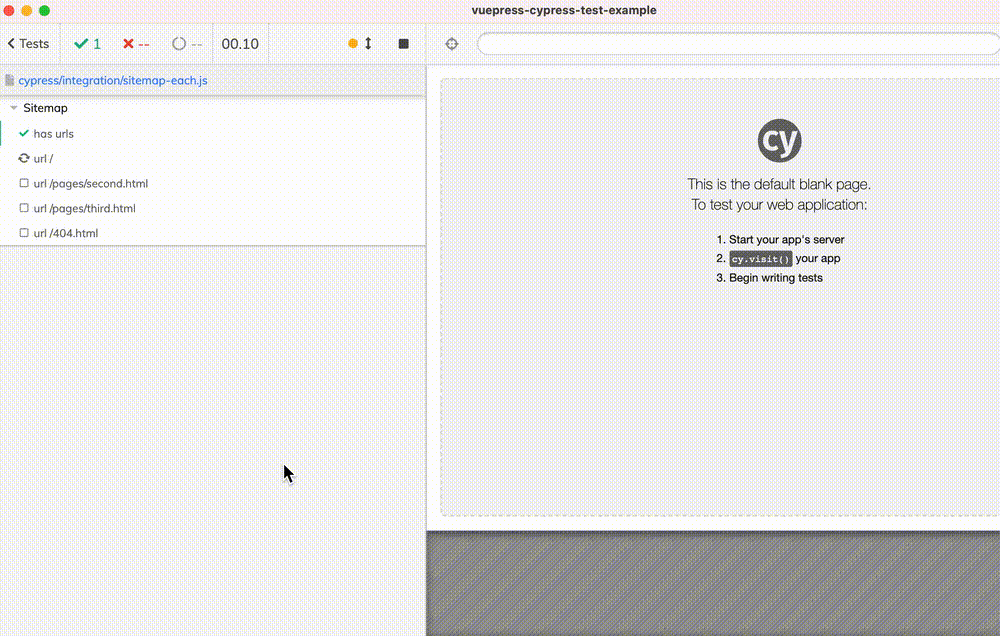 vuepress-cypress-test-example
Tests
1
--
--
00.10
cypress/integration/sitemap-each.js
Sitemap
has urls
url /
url /pages/second.html
url /pages/third.html
url /404.html
cy
This is the default blank page.
To test your web application:
1. Start your app's server
2. cy.visit() your app
3. Begin writing tests